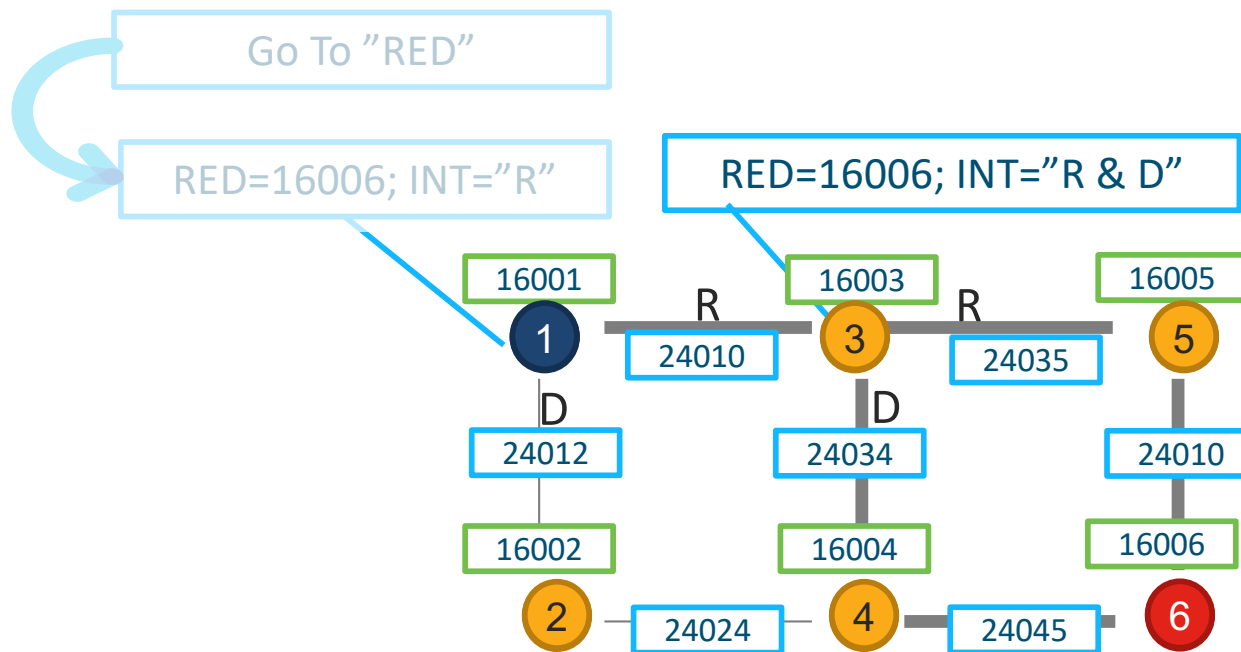 Go To ”RED”
RED=16006; INT=”R”
RED=16006; INT=”R & D”
16001
16003
16005
R
R
1
3
5
24010
24035
D
D
24012
24034
24010
16002
16004
16006
2
4
6
24024
24045